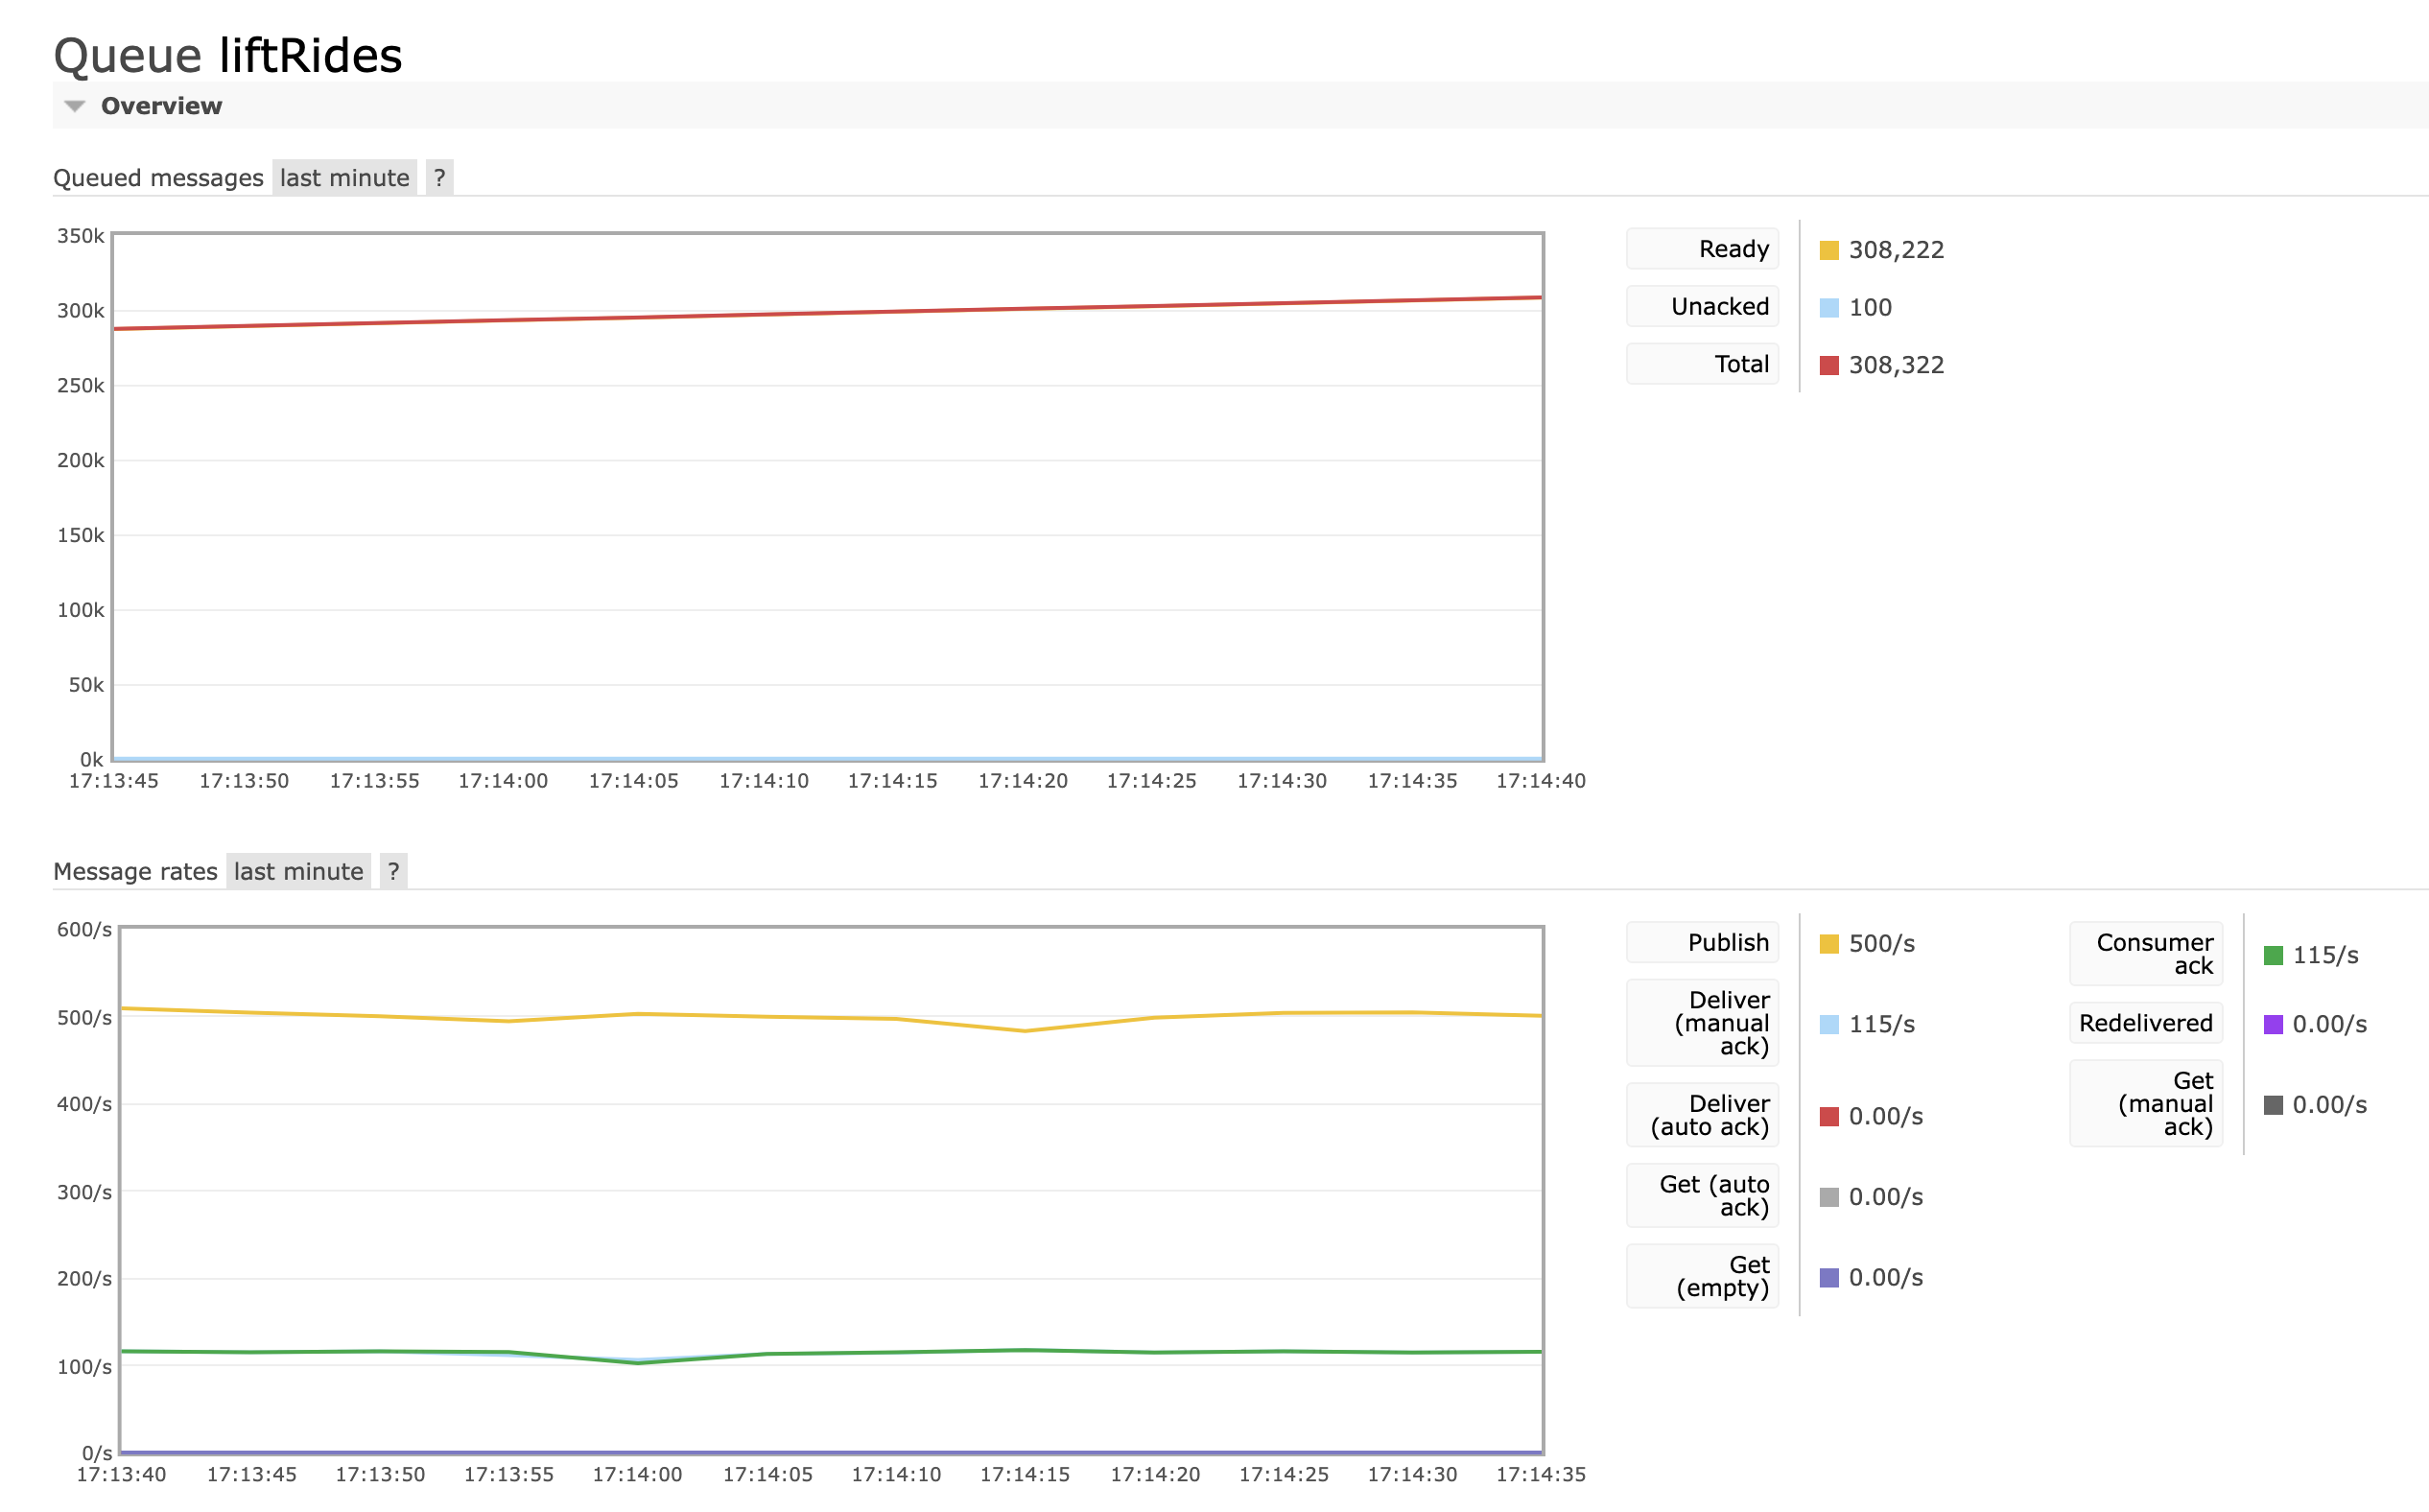 Queue liftRides
Overview
Queued messages last minute ?
350k
300k
250k
200k
150k
100k
50k
0k
17:13:45 17:13:50 17:13:55 17:14:00 17:14:05 17:14:10 17:14:15 17:14:20 17:14:25 17:14:30 17:14:35 17:14:40
Ready 308,222
Unacked 100
Total 308,322
Message rates last minute ?
600/s
500/s
400/s
300/s
200/s
100/s
0/s
17:13:40 17:13:45 17:13:50 17:13:55 17:14:00 17:14:05 17:14:10 17:14:15 17:14:20 17:14:25 17:14:30 17:14:35
Publish 500/s
Deliver
(manual
ack) 115/s
Deliver
(auto ack) 0.00/s
Get (auto
ack) 0.00/s
Get
(empty) 0.00/s
Consumer
ack 115/s
Redelivered 0.00/s
Get
(manual
ack) 0.00/s